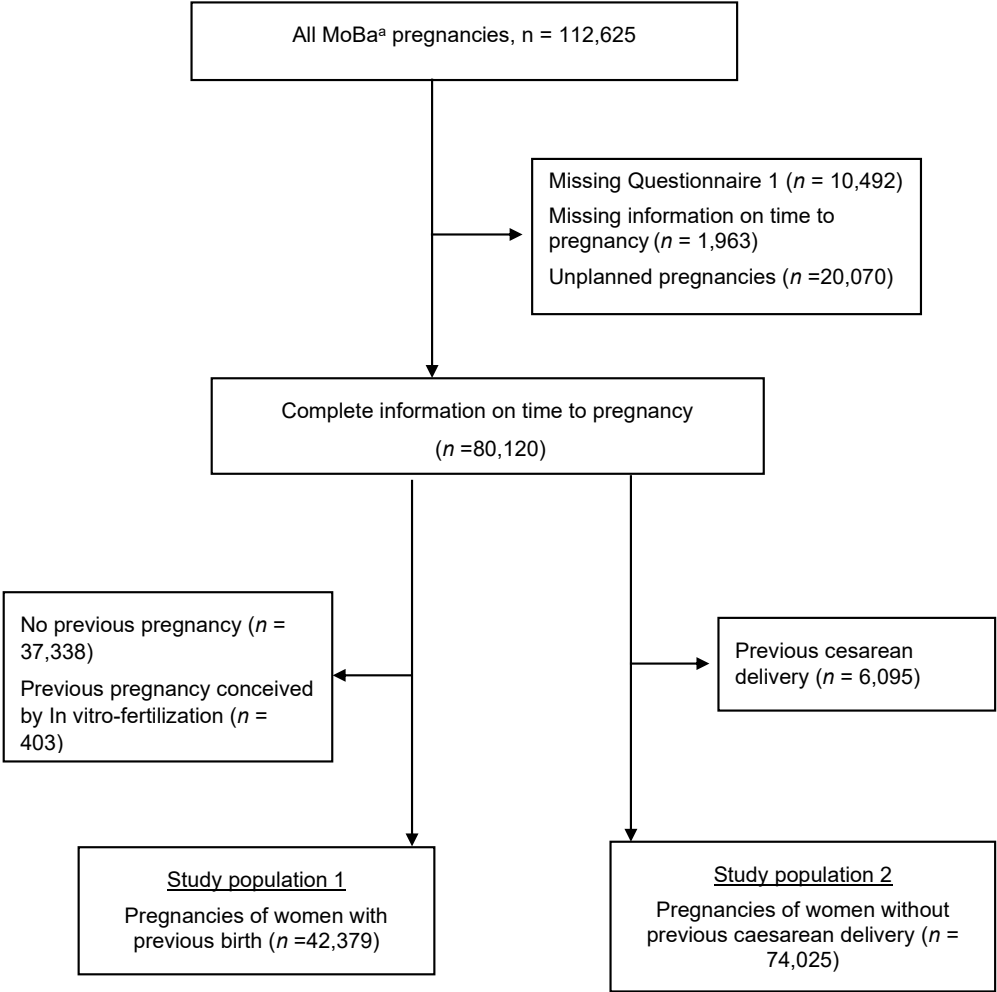 All MoBaᵃ pregnancies, n = 112,625
Missing Questionnaire 1 (n = 10,492)
Missing information on time to
pregnancy (n = 1,963)
Unplanned pregnancies (n =20,070)
Complete information on time to pregnancy
(n =80,120)
No previous pregnancy (n =
37,338)
Previous pregnancy conceived
by In vitro-fertilization (n =
403)
Previous cesarean
delivery (n = 6,095)
Study population 1
Pregnancies of women with
previous birth (n =42,379)
Study population 2
Pregnancies of women without
previous caesarean delivery (n =
74,025)